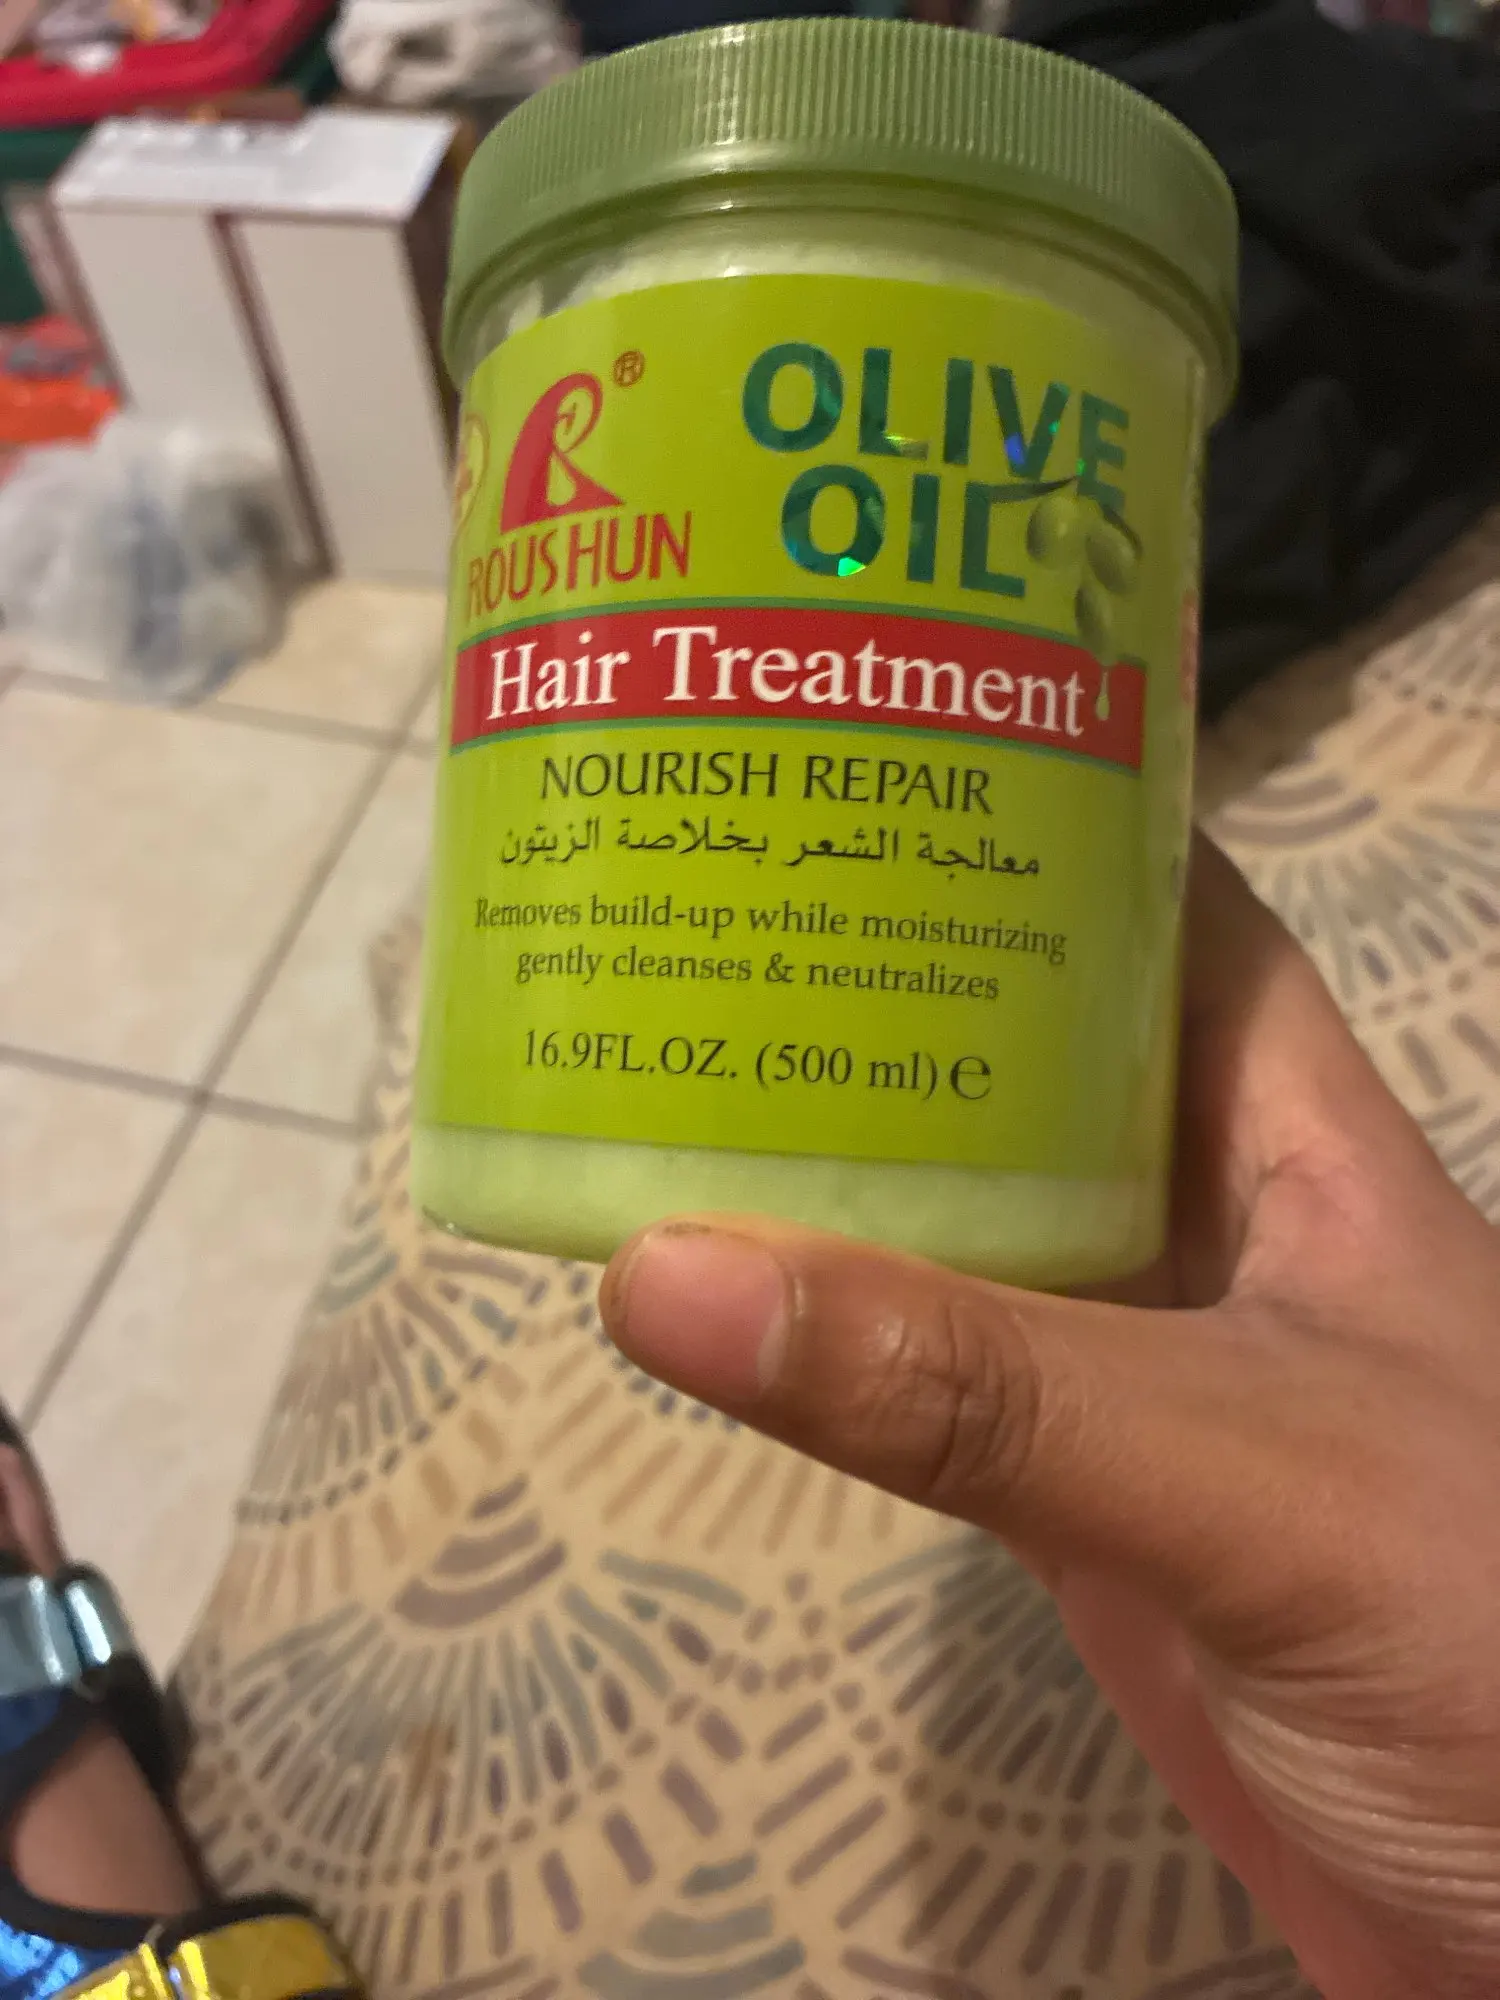 ®
ROUSHUN
OLIVE
OIL
Hair Treatment
NOURISH REPAIR
معالجة الشعر بخلاصة الزيتون
Removes build-up while moisturizing
gently cleanses & neutralizes
16.9FL.OZ. (500 ml) ℮